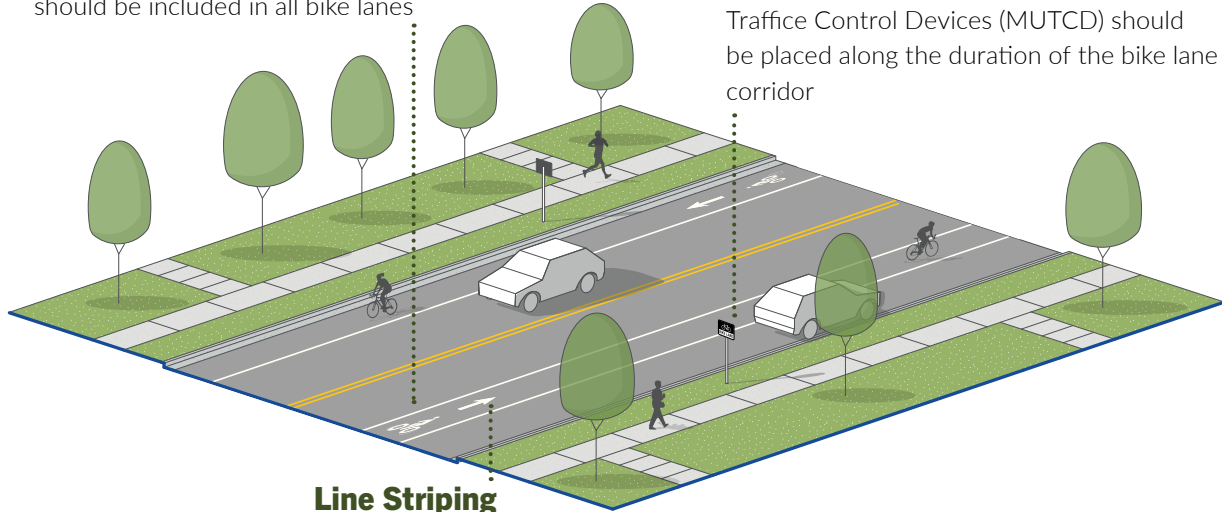 should be included in all bike lanes
Traffice Control Devices (MUTCD) should
be placed along the duration of the bike lane
corridor
Line Striping